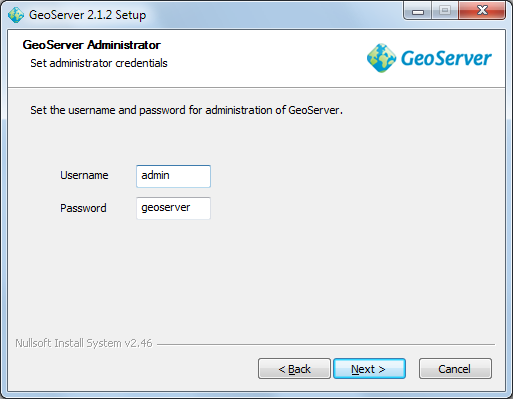 GeoServer 2.1.2 Setup
GeoServer Administrator
Set administrator credentials
GeoServer
Set the username and password for administration of GeoServer.
Username admin
Password geoserver
Nullsoft Install System v2.46
< Back Next > Cancel